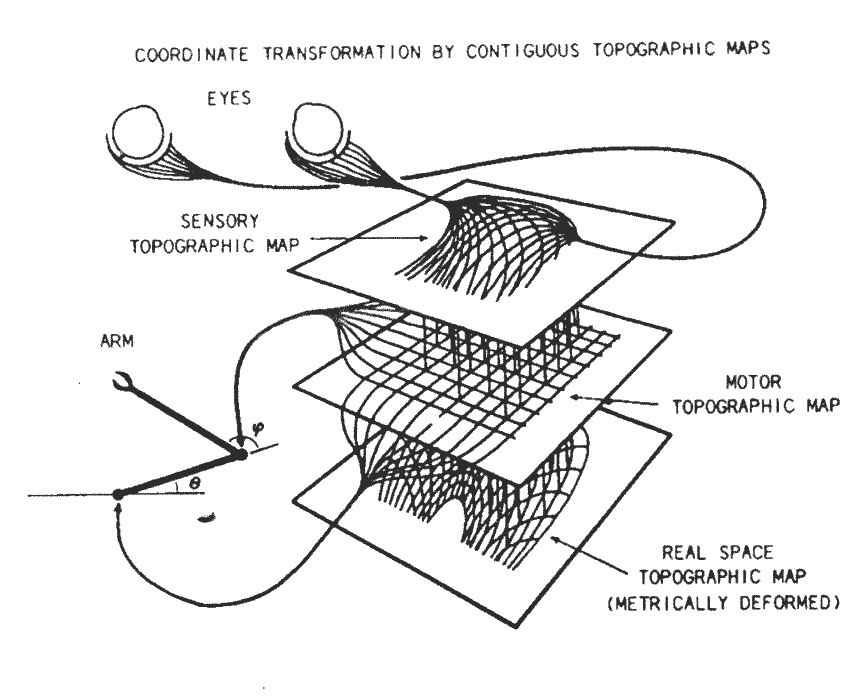 COORDINATE TRANSFORMATION BY CONTIGUOUS TOPOGRAPHIC MAPS
EYES
SENSORY
TOPOGRAPHIC MAP
ARM
φ
θ
MOTOR
TOPOGRAPHIC MAP
REAL SPACE
TOPOGRAPHIC MAP
(METRICALLY DEFORMED)